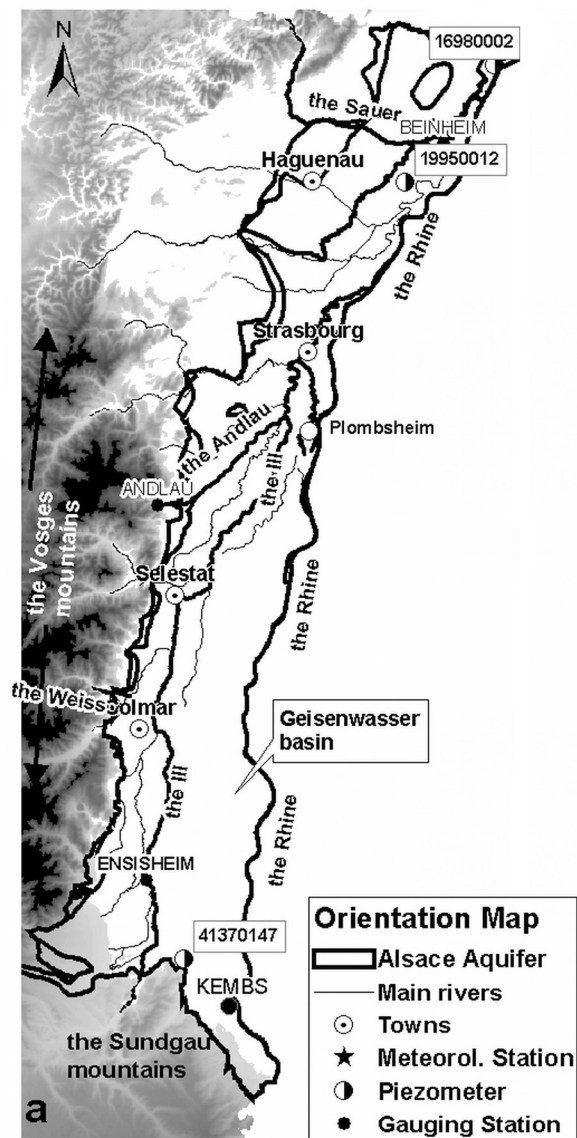 N
16980002
the Sauer
BEINHEIM
19950012
Haguenau
the Rhine
Strasbourg
Plombsheim
the Andlau
the Ill
ANDLAU
the Vosges
mountains
Selestat
the Rhine
the Weiss
olmar
Geisenwasser
basin
the Ill
the Rhine
ENSISHEIM
41370147
KEMBS
the Sundgau
mountains
Orientation Map
Alsace Aquifer
Main rivers
Towns
Meteorol. Station
Piezometer
Gauging Station
a